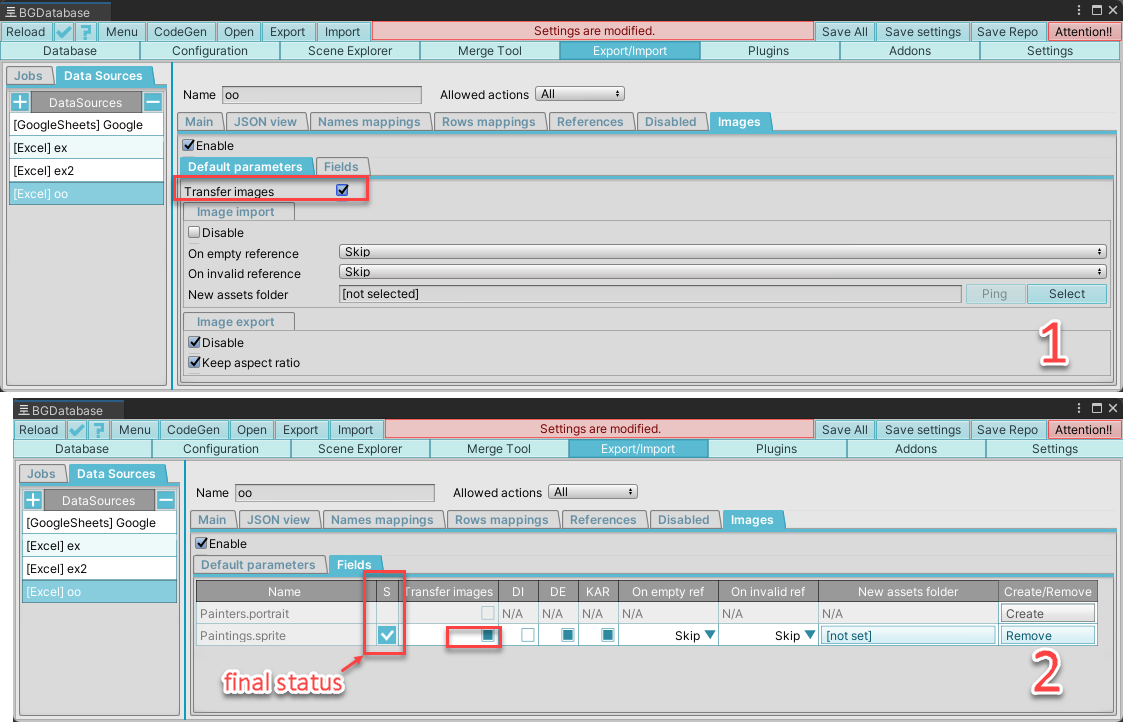 BGDatabase
Reload ? Menu CodeGen Open Export Import Settings are modified. Save All Save settings Save Repo Attention!!
Database Configuration Scene Explorer Merge Tool Export/Import Plugins Addons Settings
Jobs Data Sources
DataSources
[GoogleSheets] Google
[Excel] ex
[Excel] ex2
[Excel] oo
Name oo Allowed actions All
Main JSON view Names mappings Rows mappings References Disabled Images
Enable
Default parameters Fields
Transfer images
Image import
Disable
On empty reference Skip
On invalid reference Skip
New assets folder [not selected] Ping Select
Image export
Disable
Keep aspect ratio
1
BGDatabase
Reload ? Menu CodeGen Open Export Import Settings are modified. Save All Save settings Save Repo Attention!!
Database Configuration Scene Explorer Merge Tool Export/Import Plugins Addons Settings
Jobs Data Sources
DataSources
[GoogleSheets] Google
[Excel] ex
[Excel] ex2
[Excel] oo
Name oo Allowed actions All
Main JSON view Names mappings Rows mappings References Disabled Images
Enable
Default parameters Fields
Name S Transfer images DI DE KAR On empty ref On invalid ref New assets folder Create/Remove
Painters.portrait N/A N/A N/A N/A N/A N/A Create
Paintings.sprite Skip Skip [not set] Remove
final status
2